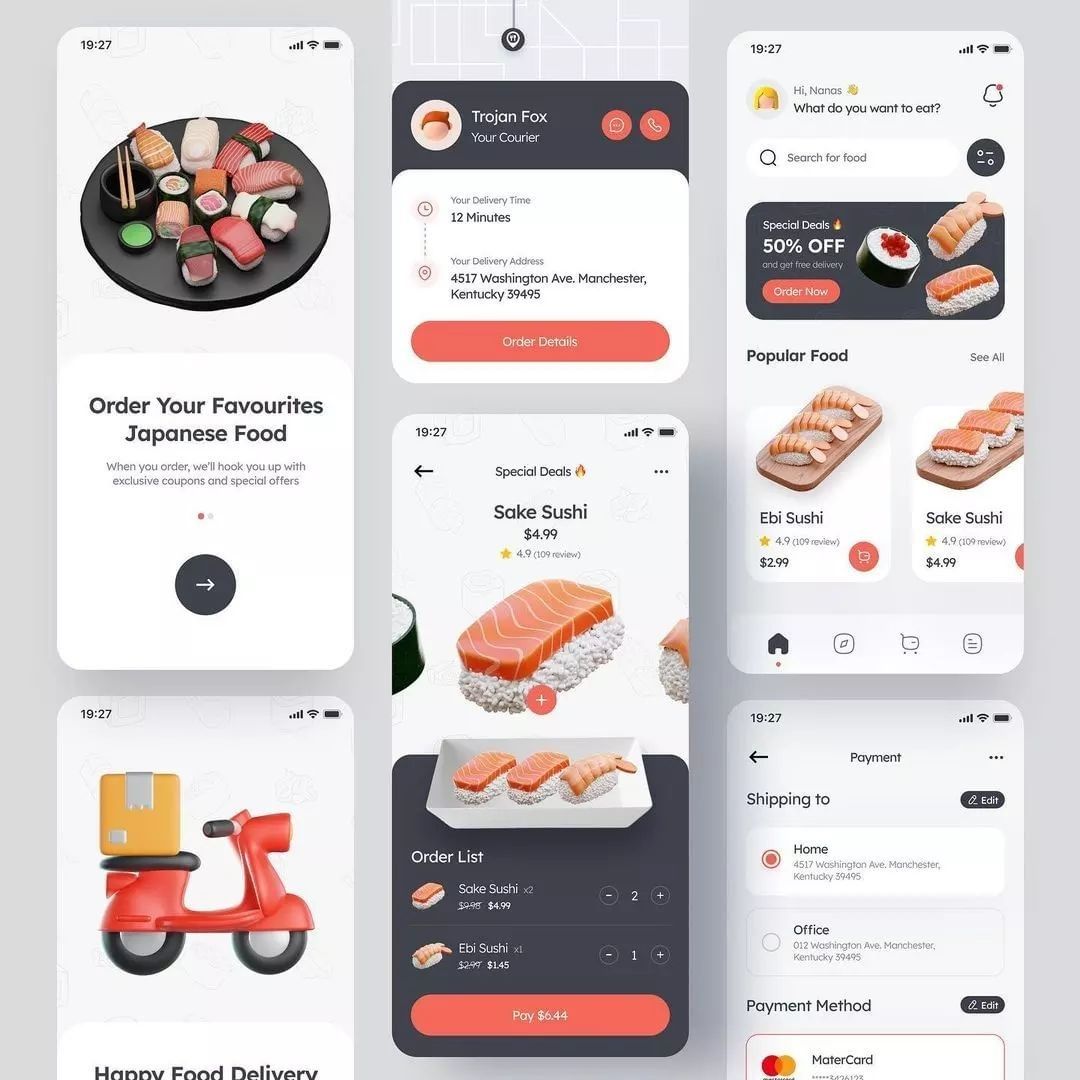 19:27
Order Your Favourites
Japanese Food
When you order, we'll hook you up with
exclusive coupons and special offers
19:27
Happy Food Delivery
Trojan Fox
Your Courier
Your Delivery Time
12 Minutes
Your Delivery Address
4517 Washington Ave. Manchester,
Kentucky 39495
Order Details
19:27
Special Deals 🔥
Sake Sushi
$4.99
4.9 (109 review)
Order List
Sake Sushi x2
$9.98 $4.99
2
Ebi Sushi x1
$2.99 $1.45
1
Pay $6.44
19:27
Hi, Nanas 👋
What do you want to eat?
Search for food
Special Deals 🔥
50% OFF
and get free delivery
Order Now
Popular Food
See All
Ebi Sushi
4.9 (109 review)
$2.99
Sake Sushi
4.9 (109 review)
$4.99
19:27
Payment
Shipping to
Edit
Home
4517 Washington Ave. Manchester,
Kentucky 39495
Office
012 Washington Ave. Manchester,
Kentucky 39495
Payment Method
Edit
MaterCard